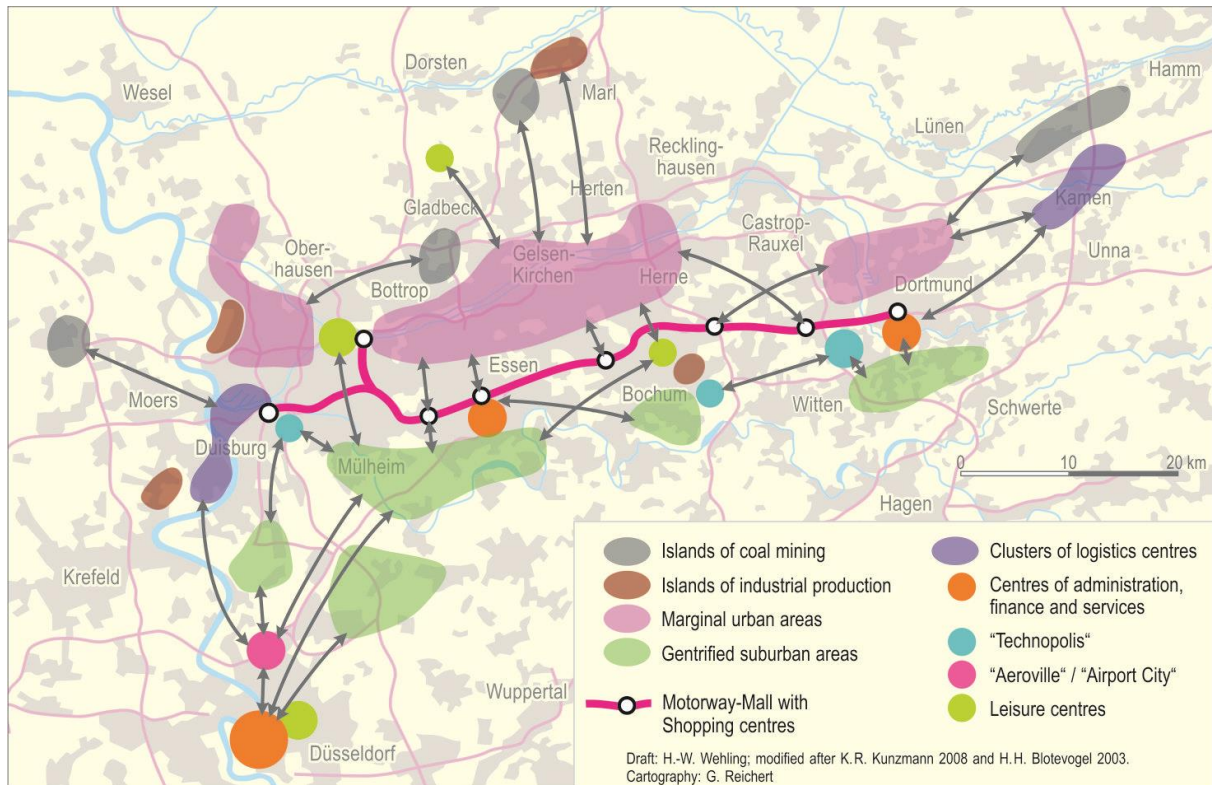 Dorsten
Marl
Hamm
Wesel
Lünen
Reckling-
hausen
Herten
Gladbeck
Kamen
Castrop-
Rauxel
Ober-
hausen
Gelsen-
Kirchen
Unna
Bottrop
Herne
Dortmund
Essen
Moers
Bochum
Witten
Schwerte
Duisburg
Mülheim
0 10 20 km
Hagen
Krefeld
Wuppertal
Düsseldorf
Islands of coal mining
Islands of industrial production
Marginal urban areas
Gentrified suburban areas
Motorway-Mall with
Shopping centres
Clusters of logistics centres
Centres of administration,
finance and services
“Technopolis“
“Aeroville“ / “Airport City“
Leisure centres
Draft: H.-W. Wehling; modified after K.R. Kunzmann 2008 and H.H. Blotevogel 2003.
Cartography: G. Reichert